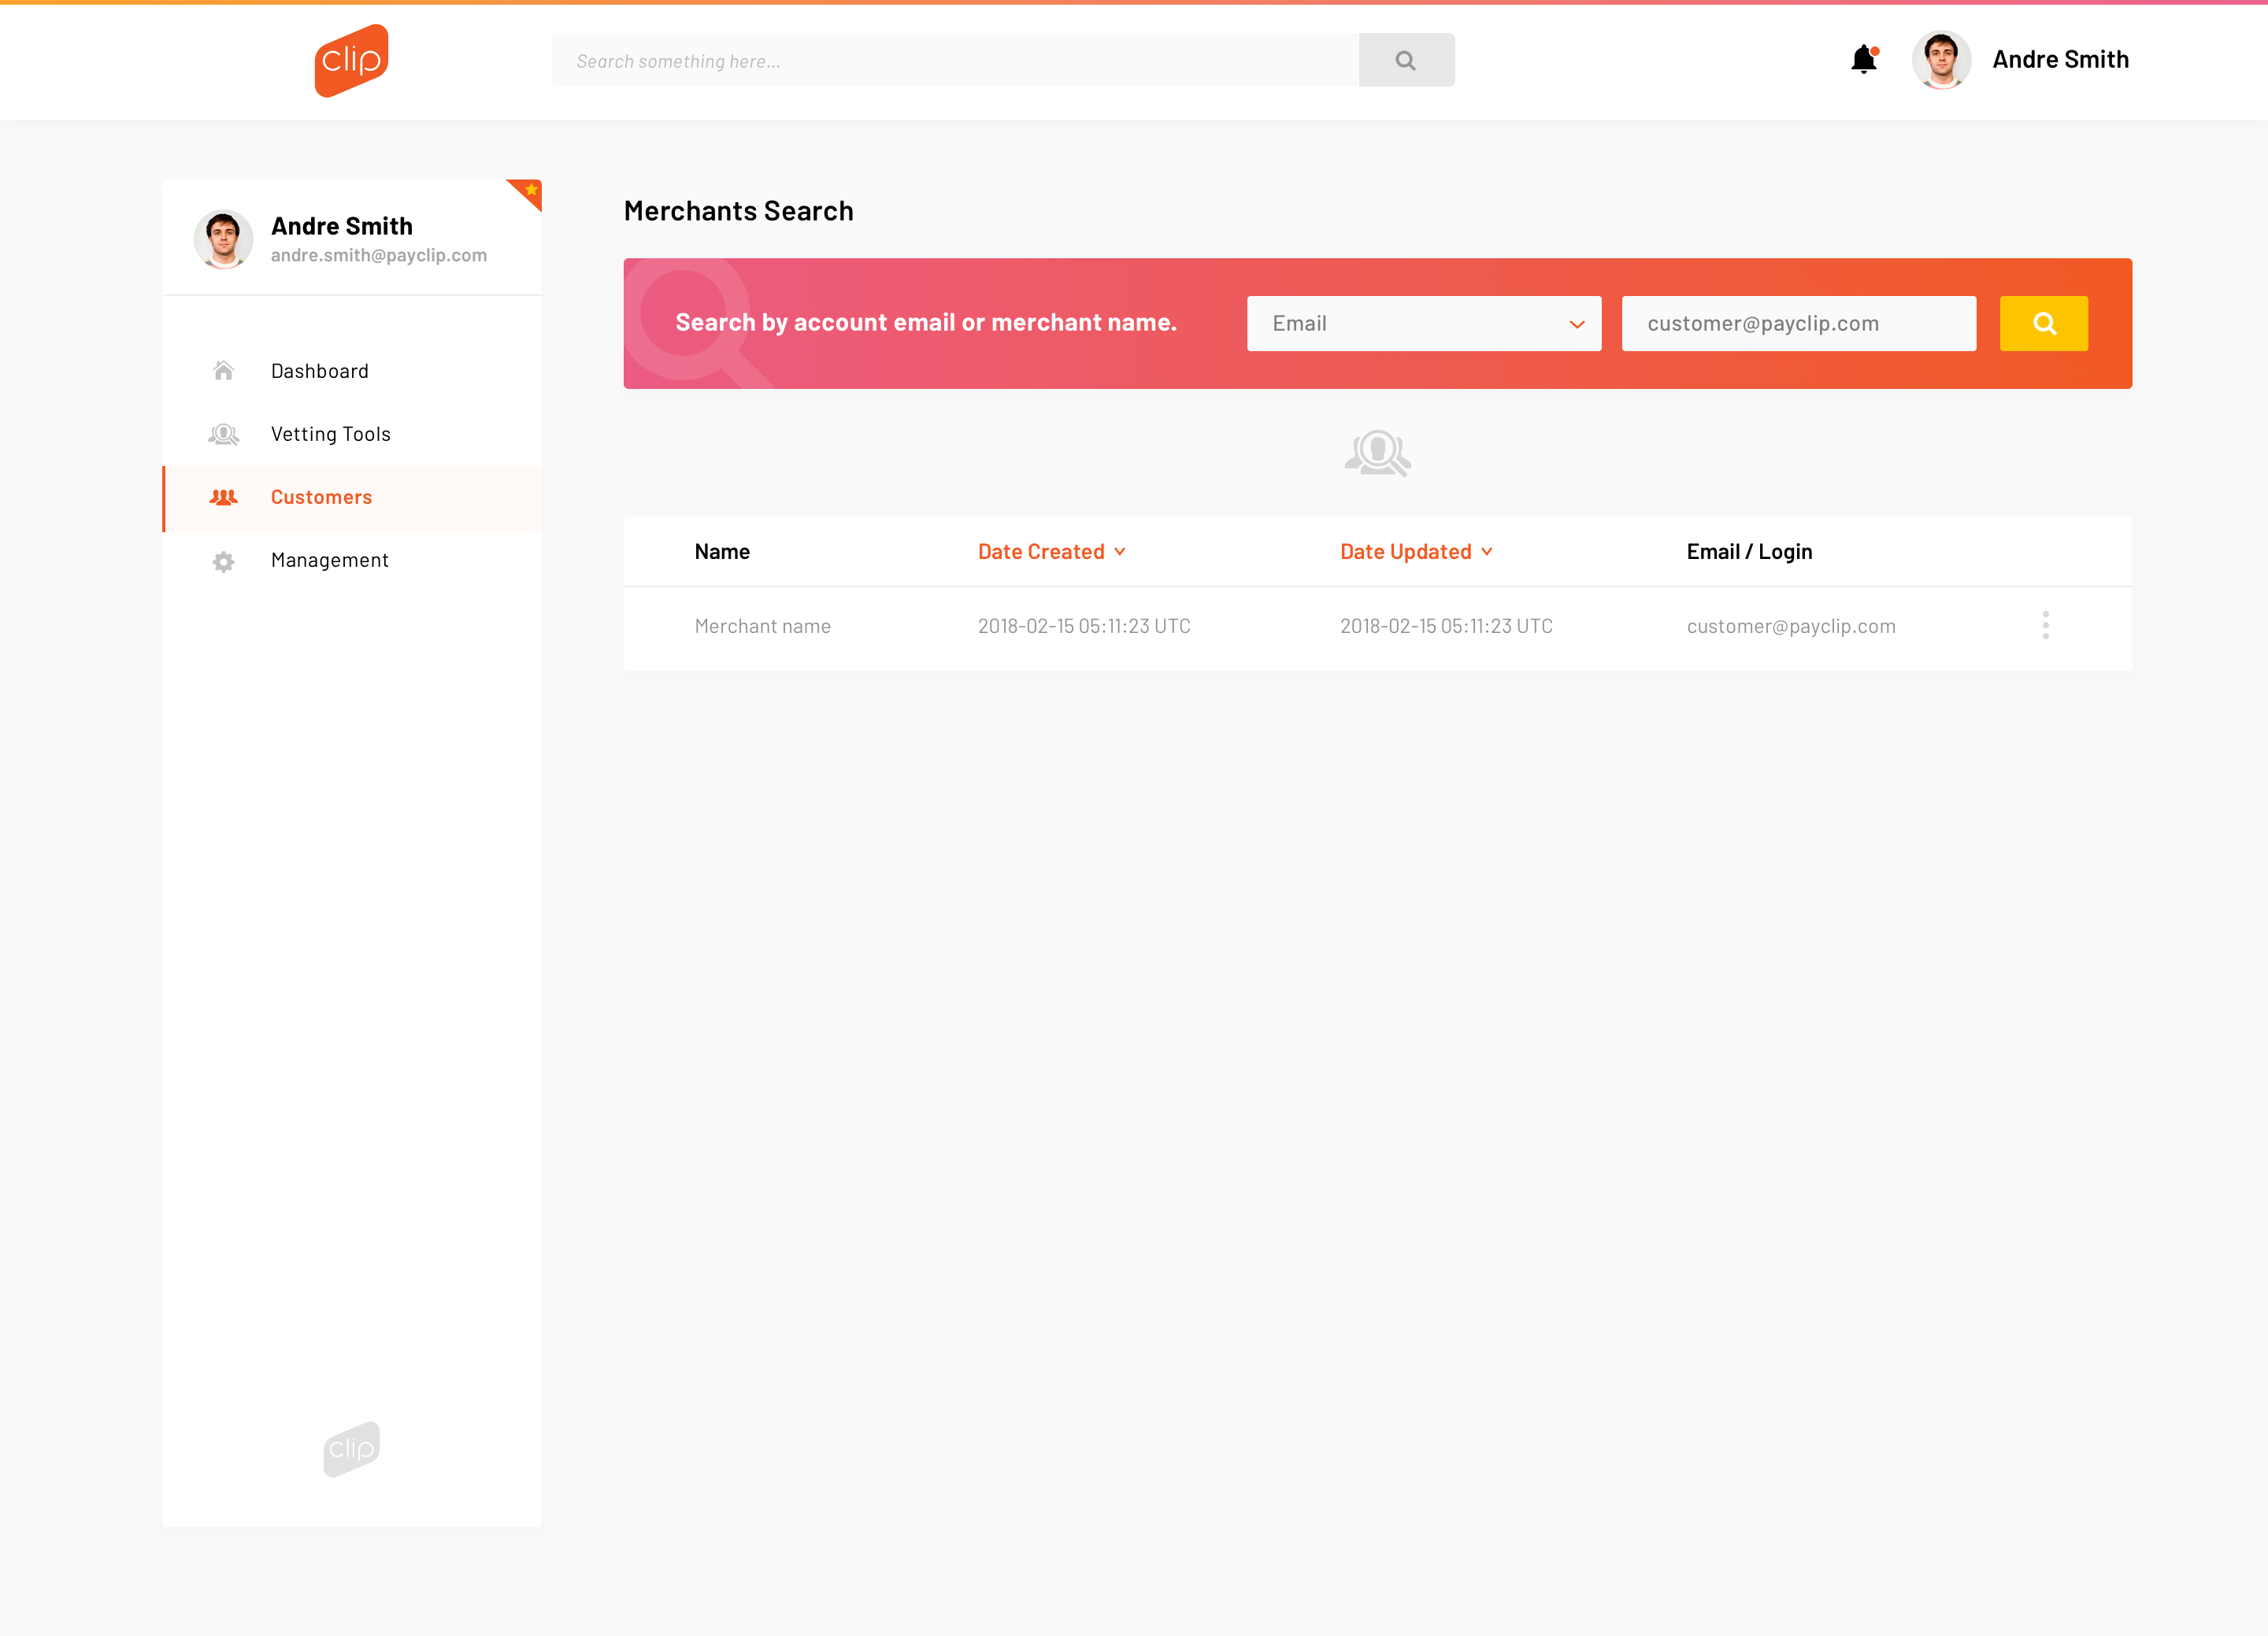 clip
Search something here...
Andre Smith
Andre Smith
andre.smith@payclip.com
Dashboard
Vetting Tools
Customers
Management
clip
Merchants Search
Search by account email or merchant name.
Email
customer@payclip.com
Name Date Created Date Updated Email / Login
Merchant name 2018-02-15 05:11:23 UTC 2018-02-15 05:11:23 UTC customer@payclip.com